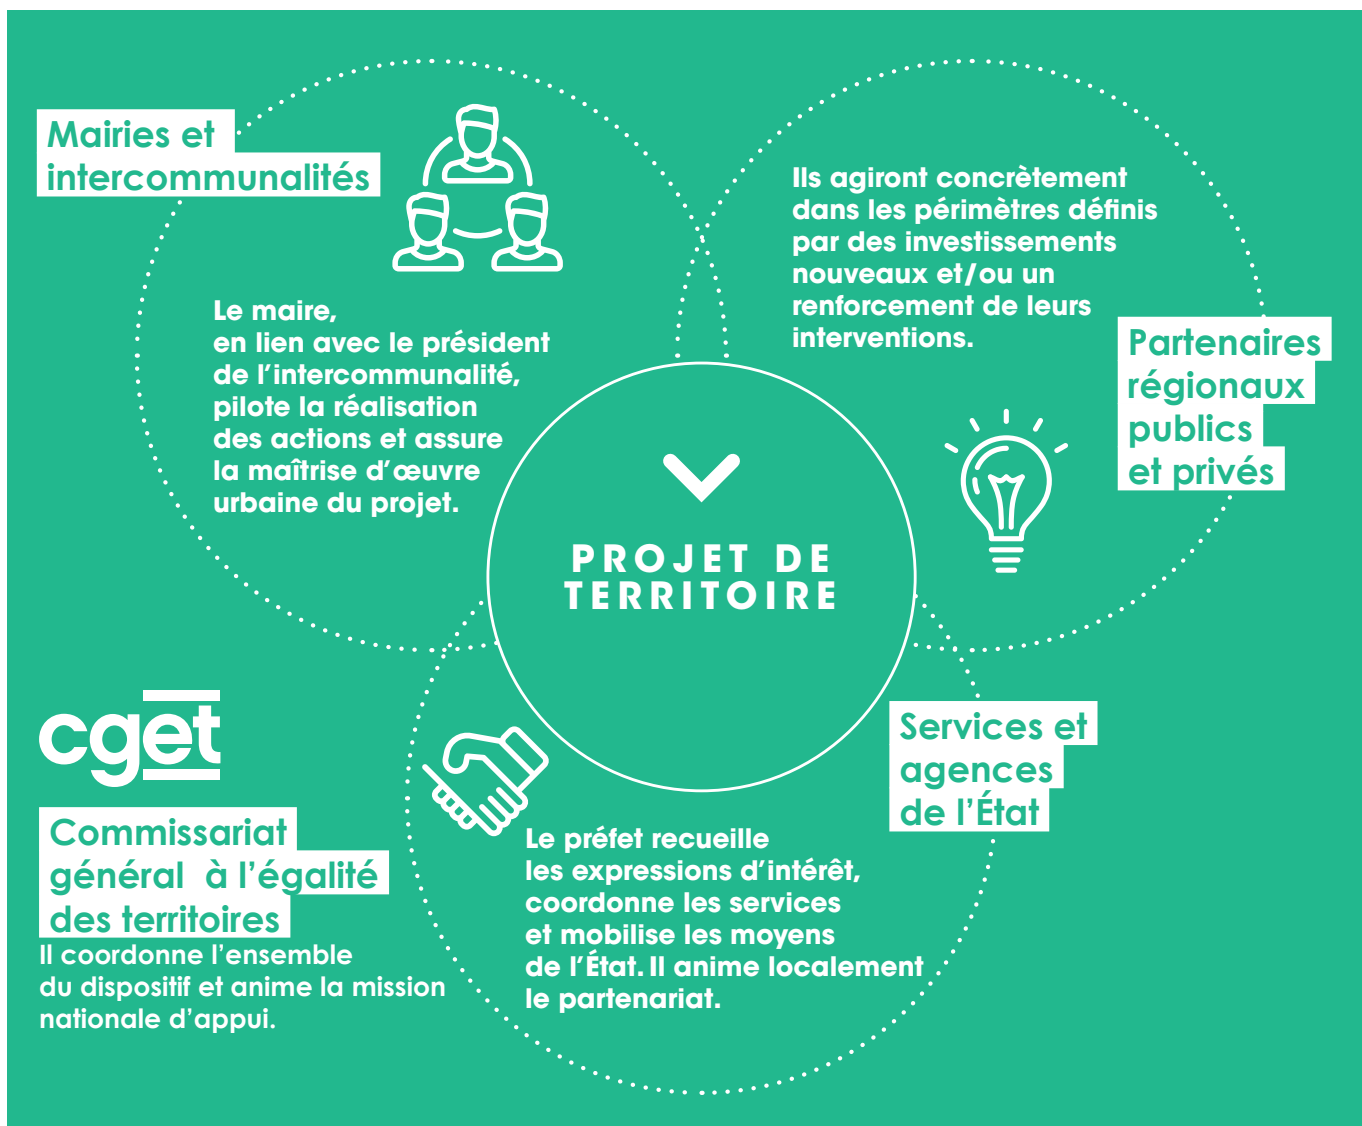 Mairies et
intercommunalités
Le maire,
en lien avec le président
de l’intercommunalité,
pilote la réalisation
des actions et assure
la maîtrise d’œuvre
urbaine du projet.
Ils agiront concrètement
dans les périmètres définis
par des investissements
nouveaux et/ou un
renforcement de leurs
interventions.
Partenaires
régionaux
publics
et privés
PROJET DE
TERRITOIRE
Services et
agences
de l’État
Le préfet recueille
les expressions d’intérêt,
coordonne les services
et mobilise les moyens
de l’État. Il anime localement
le partenariat.
cget
Commissariat
général à l’égalité
des territoires
Il coordonne l’ensemble
du dispositif et anime la mission
nationale d’appui.